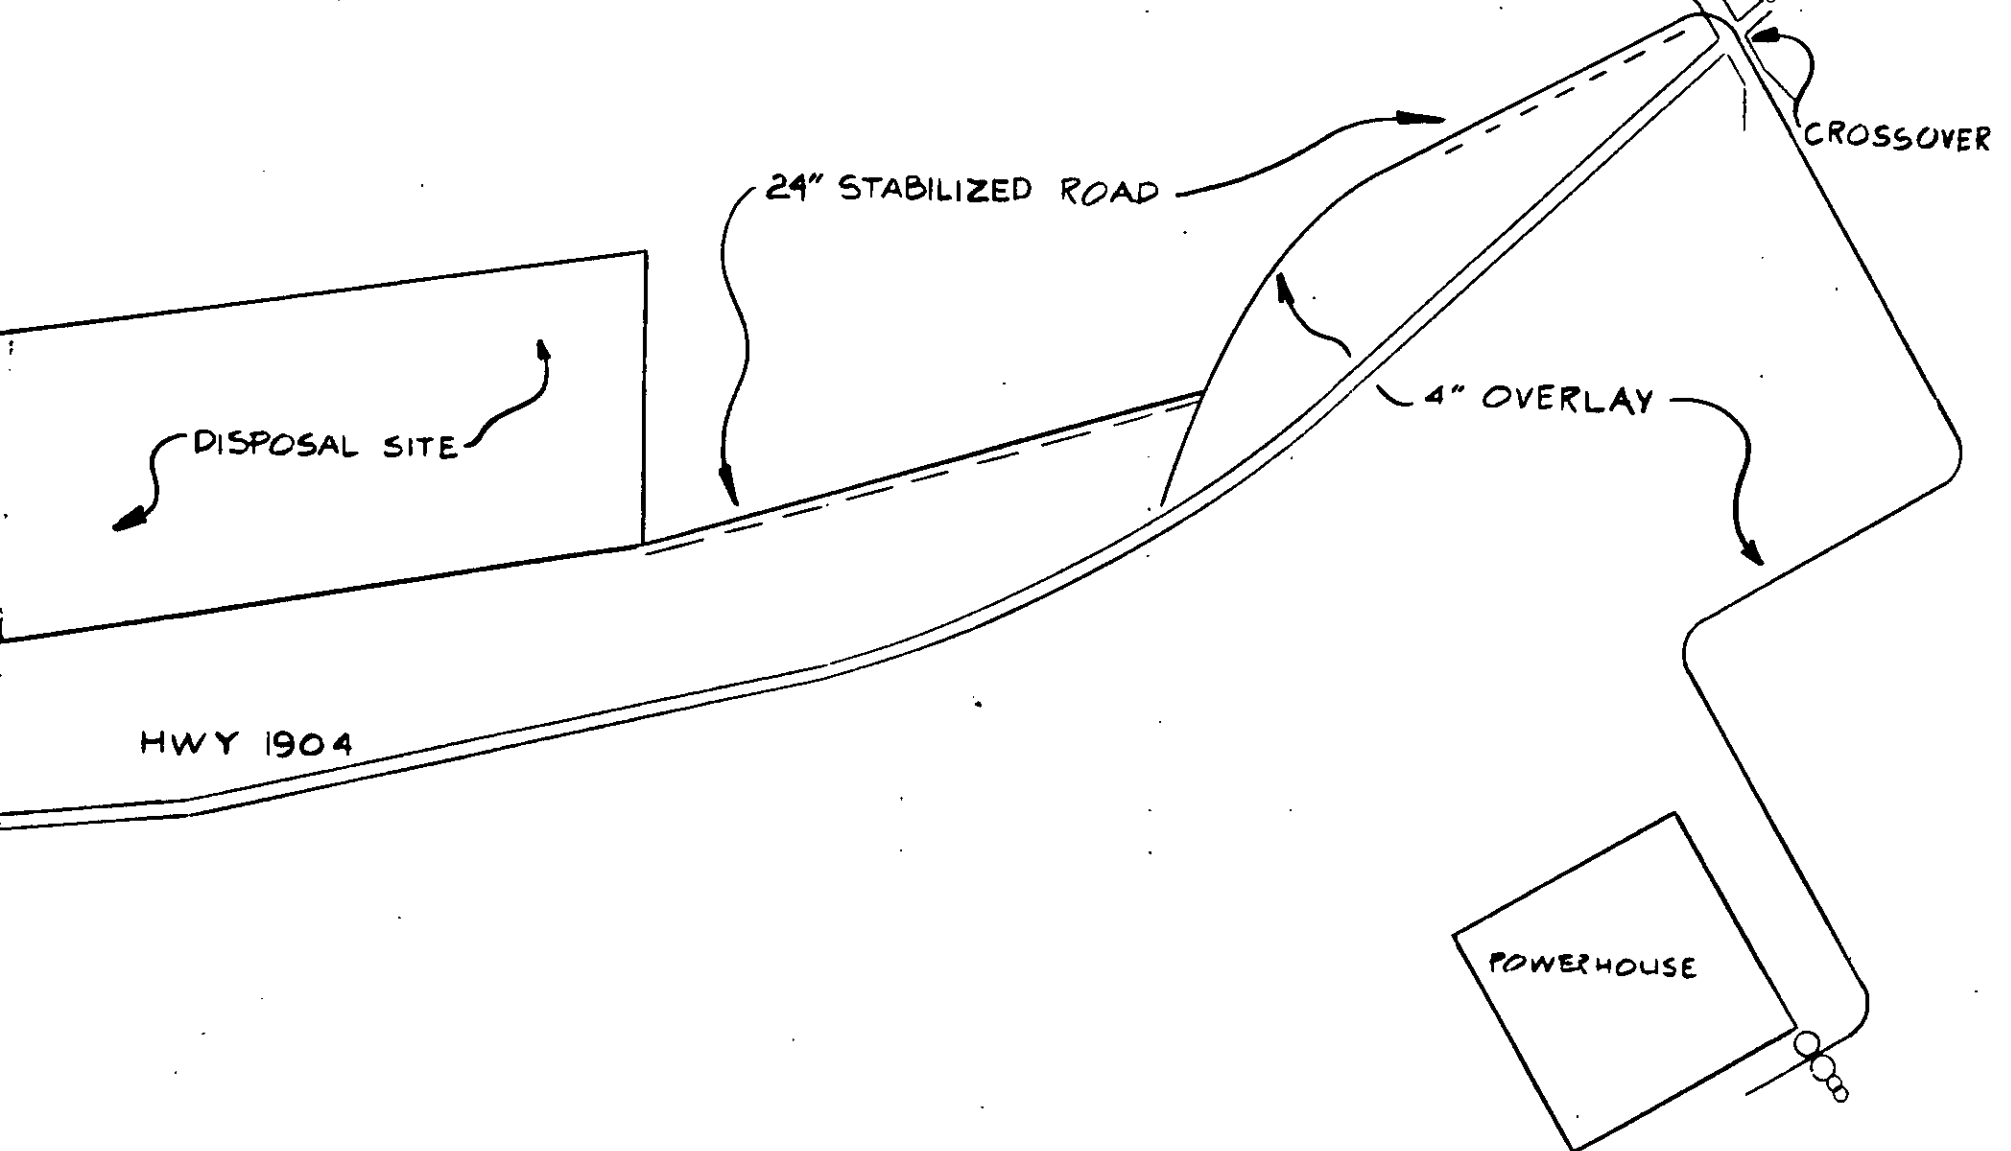 CROSSOVER
24" STABILIZED ROAD
4" OVERLAY
DISPOSAL SITE
HWY 1904
POWERHOUSE